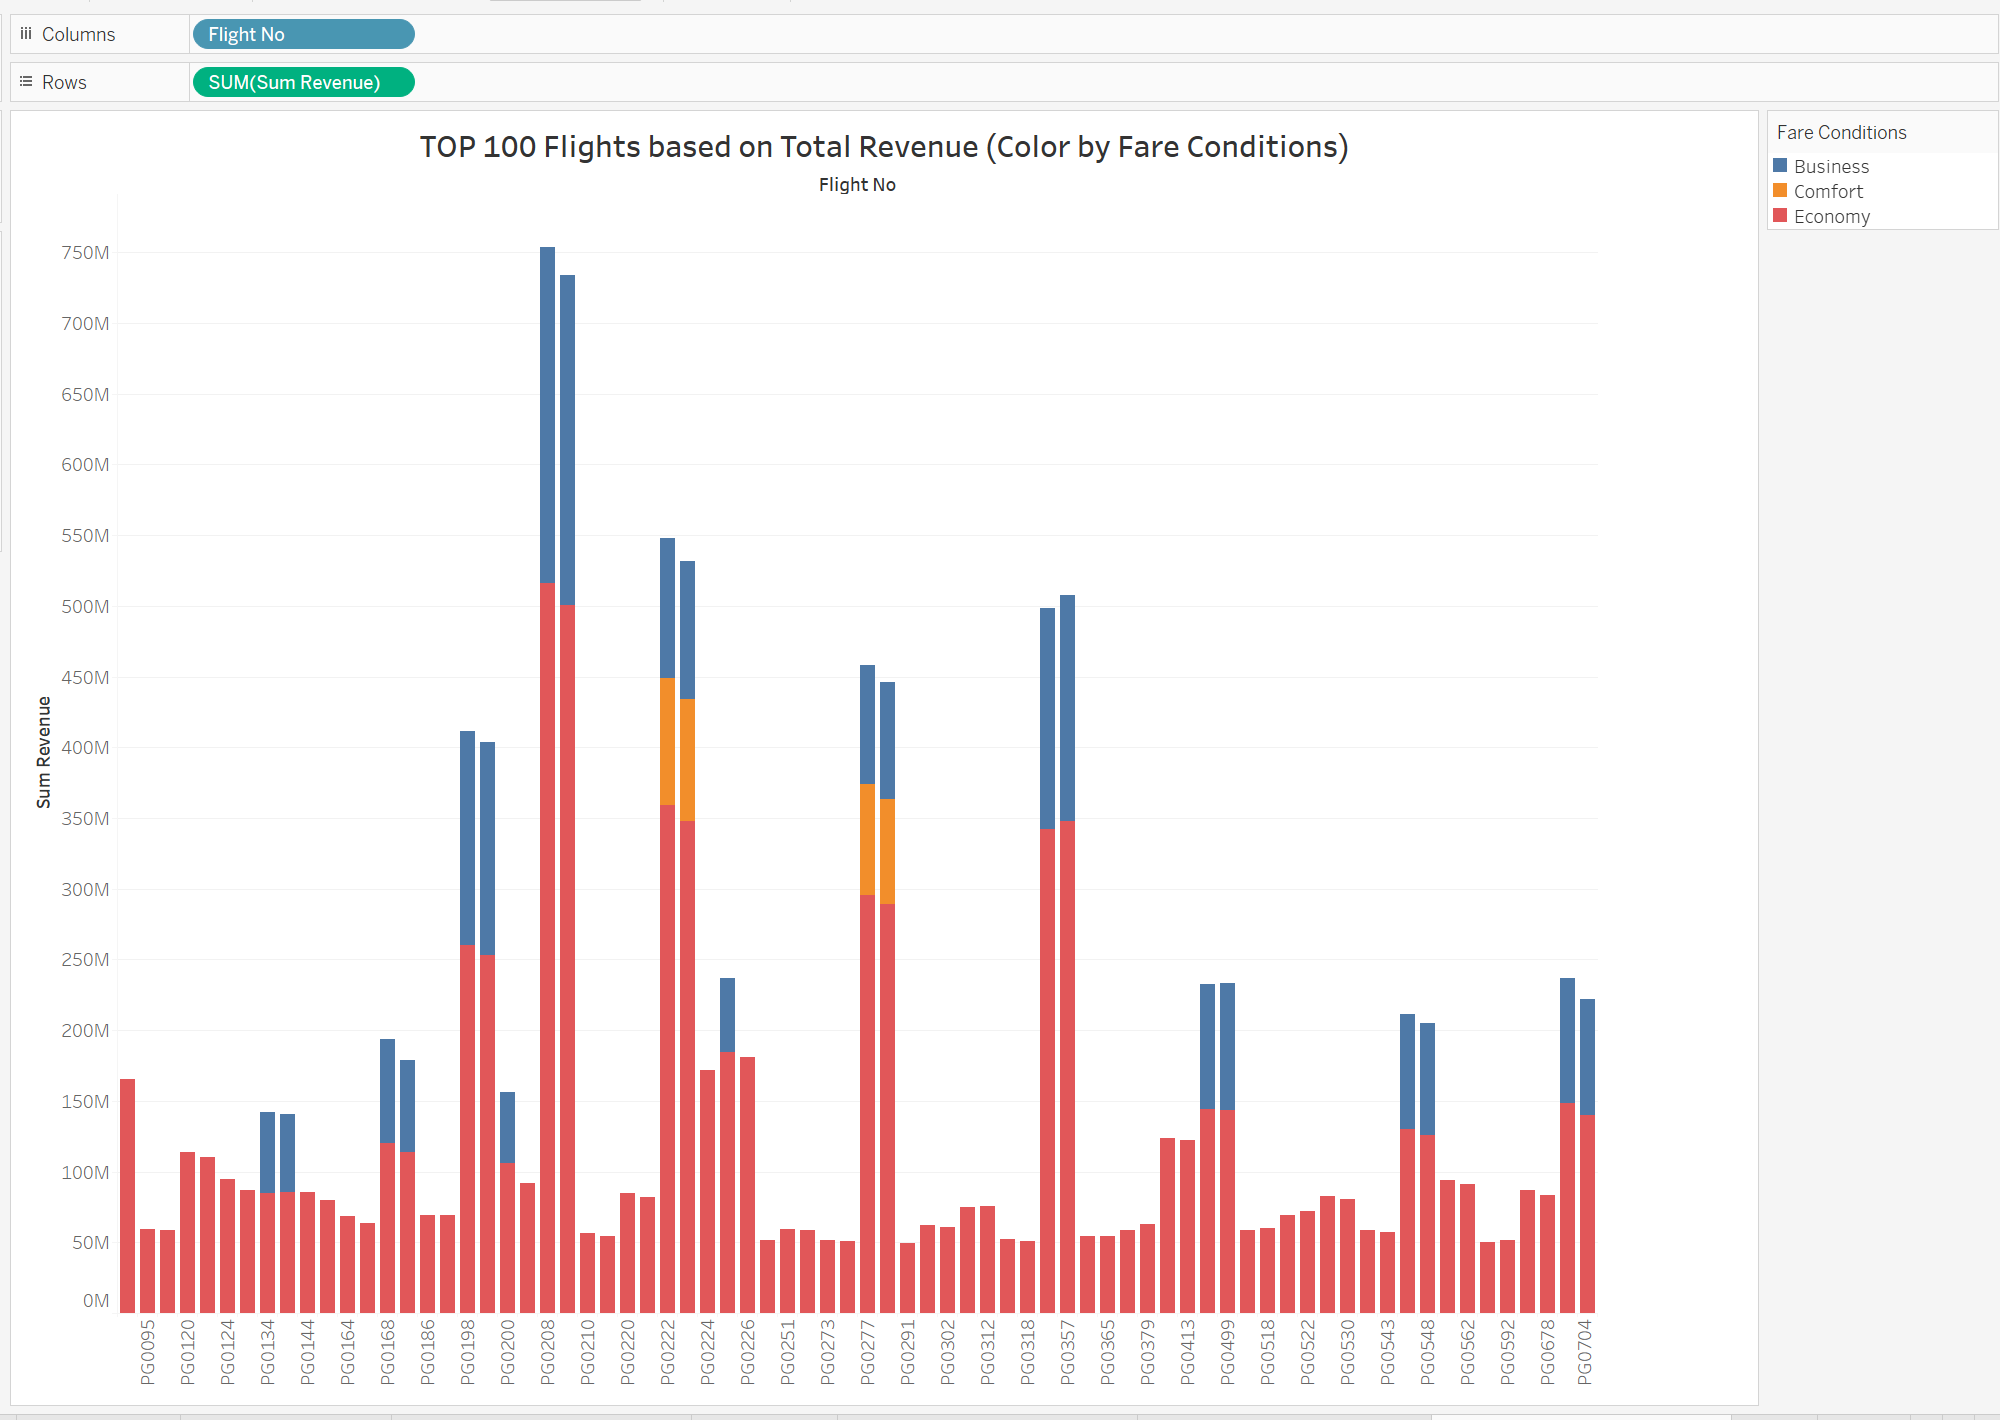 Columns
Flight No
Rows
SUM(Sum Revenue)
TOP 100 Flights based on Total Revenue (Color by Fare Conditions)
Flight No
Fare Conditions
Business
Comfort
Economy
750M
700M
650M
600M
550M
500M
450M
400M
350M
300M
250M
200M
150M
100M
50M
0M
Sum Revenue
PG0095
PG0120
PG0124
PG0134
PG0144
PG0164
PG0168
PG0186
PG0198
PG0200
PG0208
PG0210
PG0220
PG0222
PG0224
PG0226
PG0251
PG0273
PG0277
PG0291
PG0302
PG0312
PG0318
PG0357
PG0365
PG0379
PG0413
PG0499
PG0518
PG0522
PG0530
PG0543
PG0548
PG0562
PG0592
PG0678
PG0704